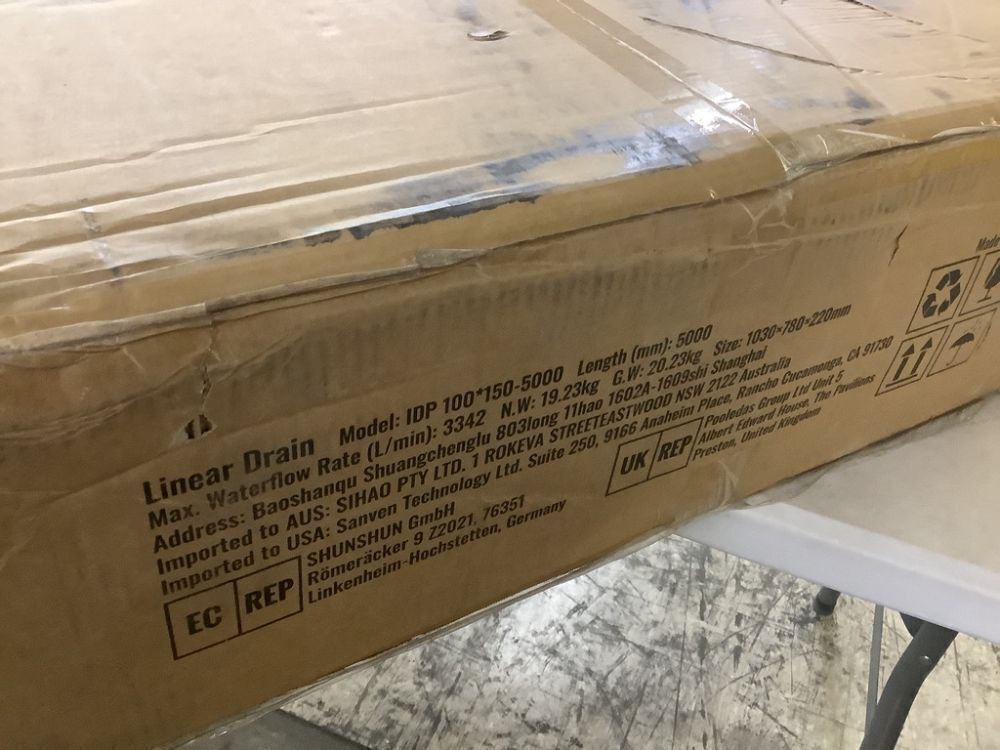 Linear Drain Model: IDP 100*150-5000 Length (mm): 5000
Max. Waterflow Rate (L/min): 3342 N.W: 19.23kg G.W: 20.23kg Size: 1030×780×220mm
Address: Baoshanqu Shuangchenglu 803long 11hao 1602A-1609shi Shanghai
Imported to AUS: SIHAO PTY LTD. 1 ROKEVA STREETEASTWOOD NSW 2122 Australia
Imported to USA: Sanven Technology Ltd. Suite 250, 9166 Anaheim Place, Rancho Cucamonga, CA 91730
EC REP
SHUNSHUN GmbH
Römeräcker 9 Z2021, 76351
Linkenheim-Hochstetten, Germany
UK REP
Pooledas Group Ltd Unit 5
Albert Edward House, The Pavilions
Preston, United Kingdom
Made